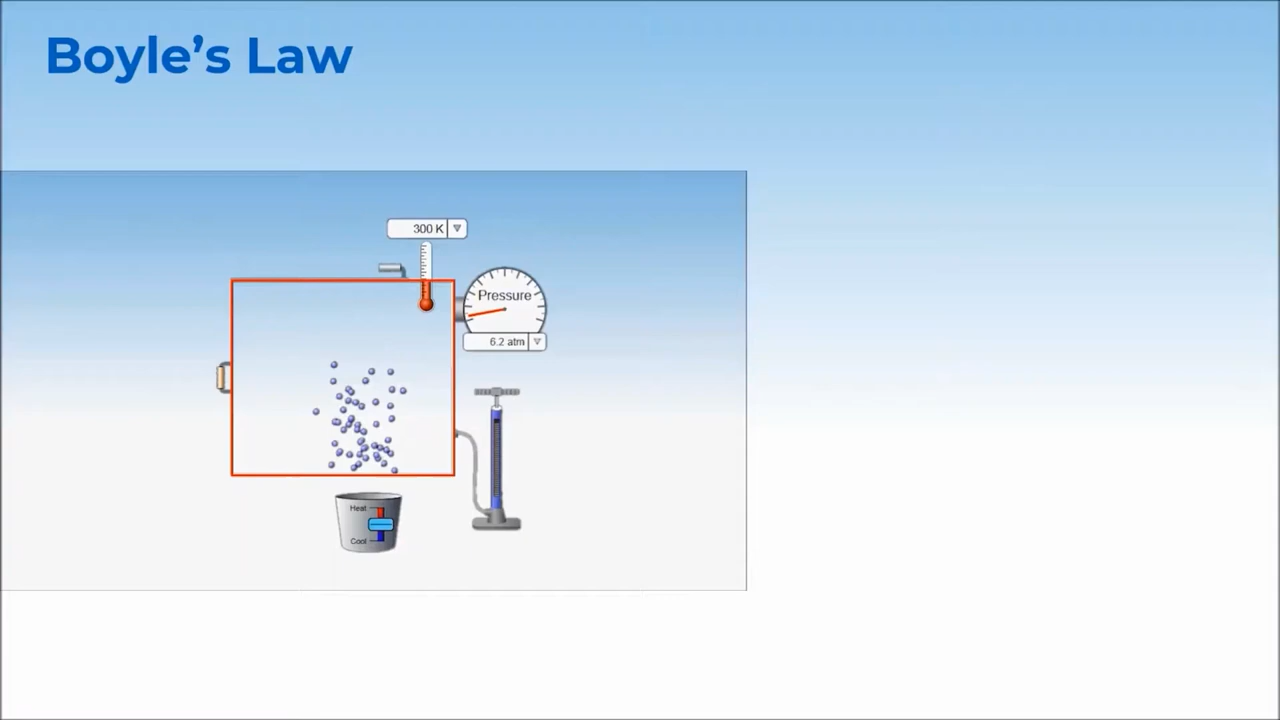 Boyle’s Law
300 K
Pressure
6.2 atm
Heat
Cool